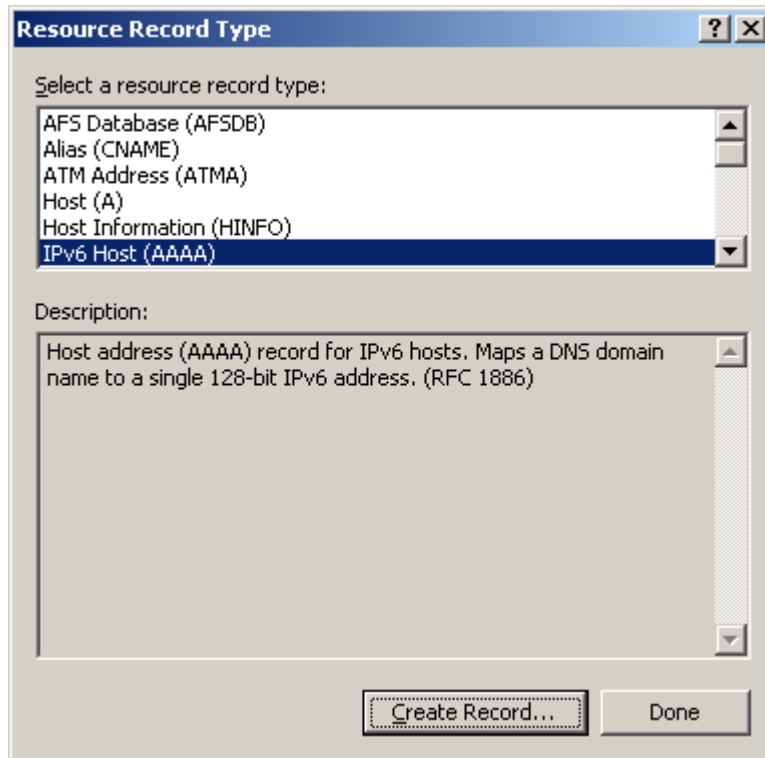 Resource Record Type
Select a resource record type:
AFS Database (AFSDB)
Alias (CNAME)
ATM Address (ATMA)
Host (A)
Host Information (HINFO)
IPv6 Host (AAAA)
Description:
Host address (AAAA) record for IPv6 hosts. Maps a DNS domain
name to a single 128-bit IPv6 address. (RFC 1886)
Create Record... Done